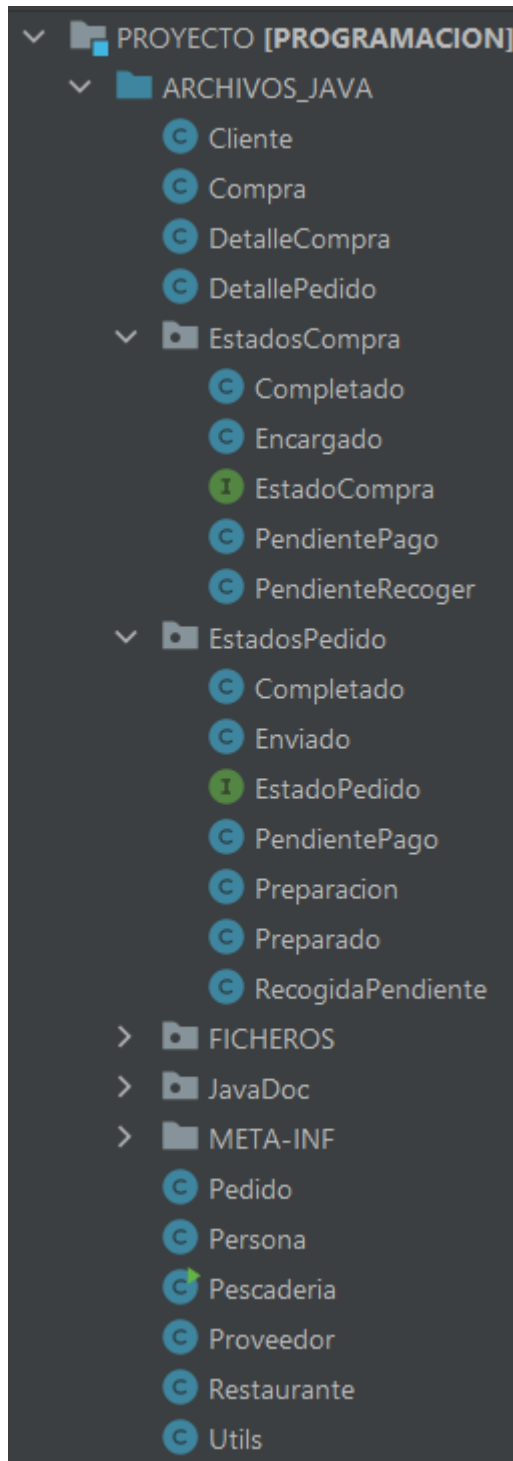 PROYECTO [PROGRAMACION]
ARCHIVOS_JAVA
C Cliente
C Compra
C DetalleCompra
C DetallePedido
EstadosCompra
C Completado
C Encargado
I EstadoCompra
C PendientePago
C PendienteRecoger
EstadosPedido
C Completado
C Enviado
I EstadoPedido
C PendientePago
C Preparacion
C Preparado
C RecogidaPendiente
FICHEROS
JavaDoc
META-INF
C Pedido
C Persona
C Pescaderia
C Proveedor
C Restaurante
C Utils